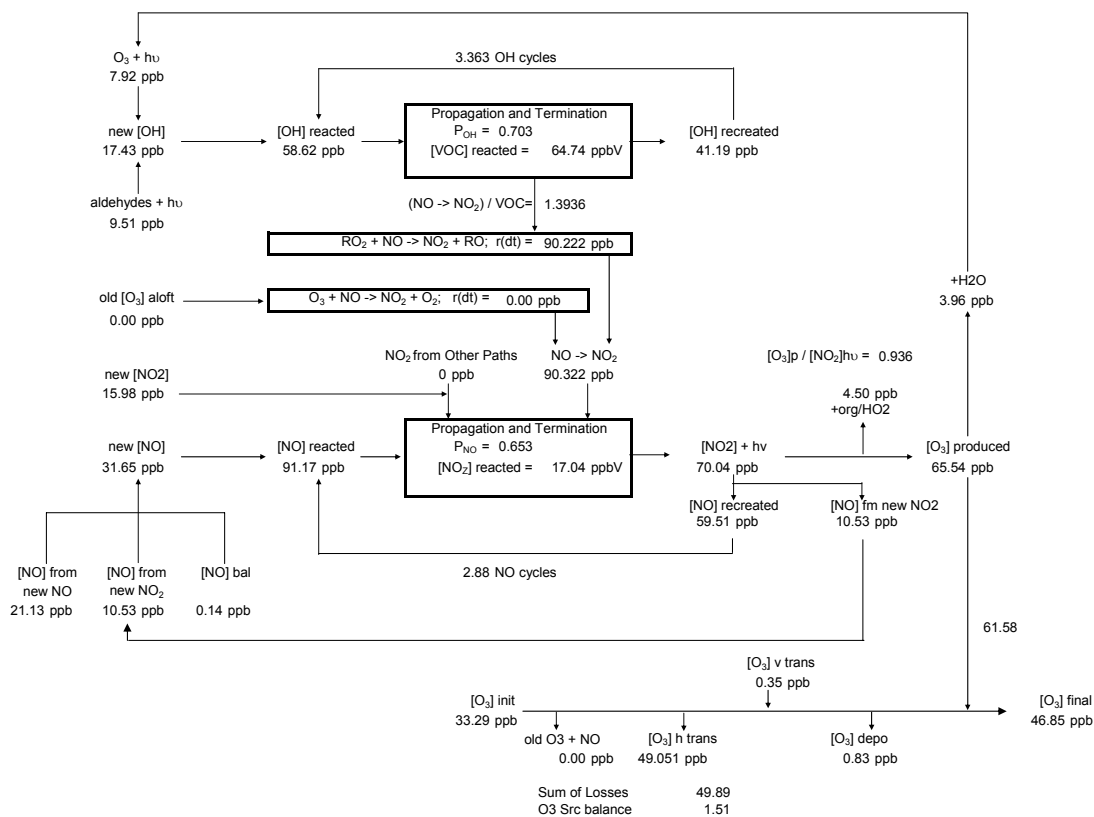 O₃ + hυ
7.92 ppb
3.363 OH cycles
new [OH]
17.43 ppb
[OH] reacted
58.62 ppb
Propagation and Termination
P_OH = 0.703
[VOC] reacted = 64.74 ppbV
[OH] recreated
41.19 ppb
aldehydes + hυ
9.51 ppb
(NO -> NO₂) / VOC= 1.3936
RO₂ + NO -> NO₂ + RO; r(dt) = 90.222 ppb
old [O₃] aloft
0.00 ppb
O₃ + NO -> NO₂ + O₂; r(dt) = 0.00 ppb
+H2O
3.96 ppb
NO₂ from Other Paths
0 ppb
NO -> NO₂
90.322 ppb
[O₃]p / [NO₂]hυ = 0.936
new [NO2]
15.98 ppb
4.50 ppb
+org/HO2
new [NO]
31.65 ppb
[NO] reacted
91.17 ppb
Propagation and Termination
P_NO = 0.653
[NO_Z] reacted = 17.04 ppbV
[NO2] + hv
70.04 ppb
[O₃] produced
65.54 ppb
[NO] recreated
59.51 ppb
[NO] fm new NO2
10.53 ppb
2.88 NO cycles
[NO] from
new NO
21.13 ppb
[NO] from
new NO₂
10.53 ppb
[NO] bal
0.14 ppb
61.58
[O₃] v trans
0.35 ppb
[O₃] init
33.29 ppb
[O₃] final
46.85 ppb
old O3 + NO
0.00 ppb
[O₃] h trans
49.051 ppb
[O₃] depo
0.83 ppb
Sum of Losses 49.89
O3 Src balance 1.51